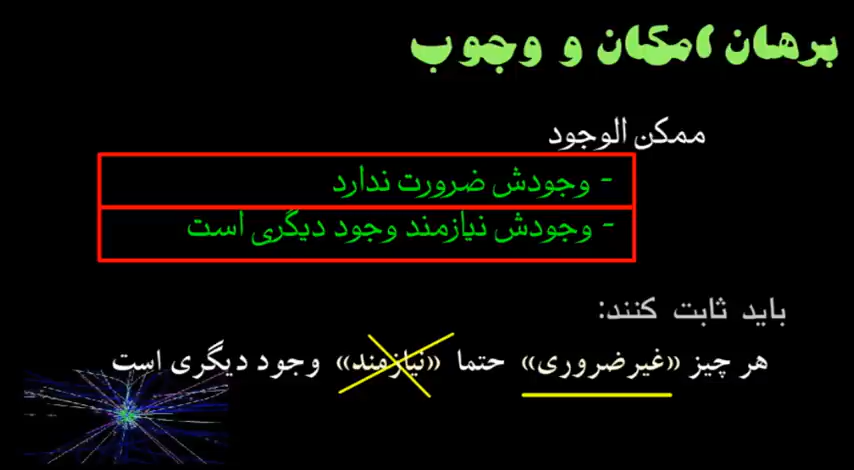 برهان امکان و وجوب
ممکن الوجود
- وجودش ضرورت ندارد
- وجودش نیازمند وجود دیگری است
باید ثابت کنند:
هر چیز «غیرضروری» حتما «نیازمند» وجود دیگری است